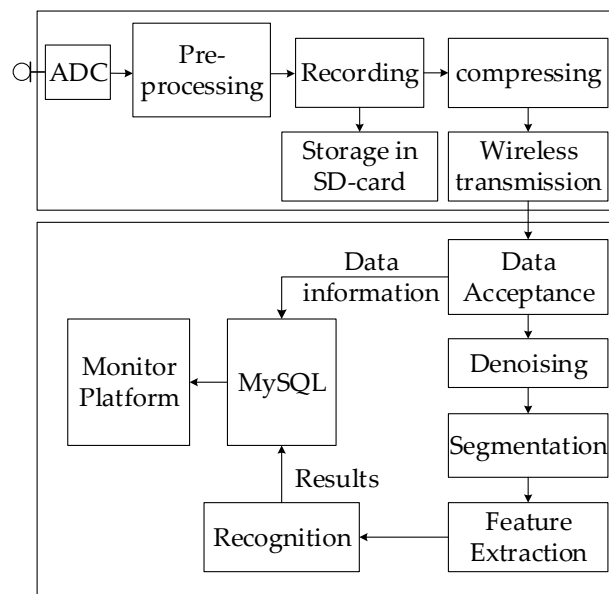 ADC
Pre-
processing
Recording
compressing
Storage in
SD-card
Wireless
transmission
Data
information
Data
Acceptance
Monitor
Platform
MySQL
Denoising
Segmentation
Results
Recognition
Feature
Extraction